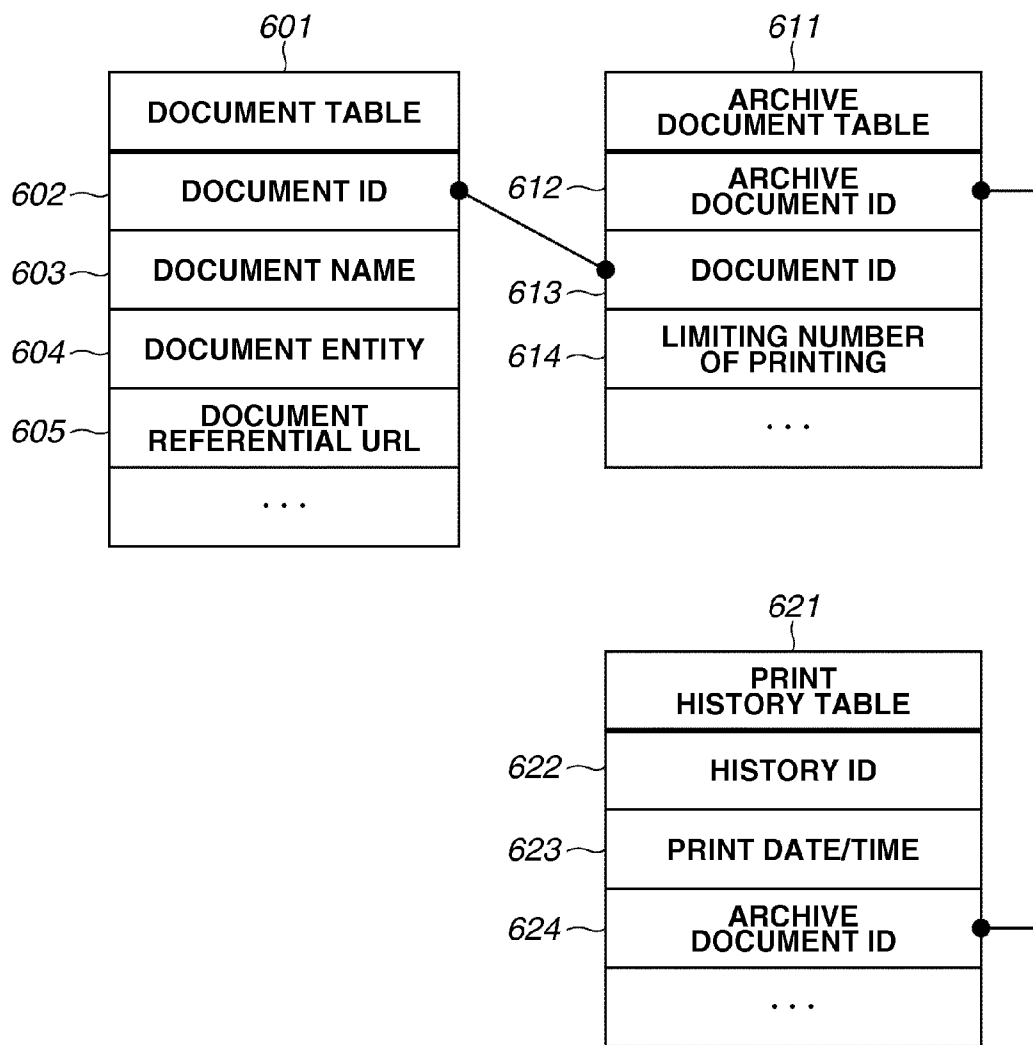 601
DOCUMENT TABLE
602
DOCUMENT ID
603
DOCUMENT NAME
604
DOCUMENT ENTITY
605
DOCUMENT
REFERENTIAL URL
. . .
611
ARCHIVE
DOCUMENT TABLE
612
ARCHIVE
DOCUMENT ID
613
DOCUMENT ID
614
LIMITING NUMBER
OF PRINTING
. . .
621
PRINT
HISTORY TABLE
622
HISTORY ID
623
PRINT DATE/TIME
624
ARCHIVE
DOCUMENT ID
. . .